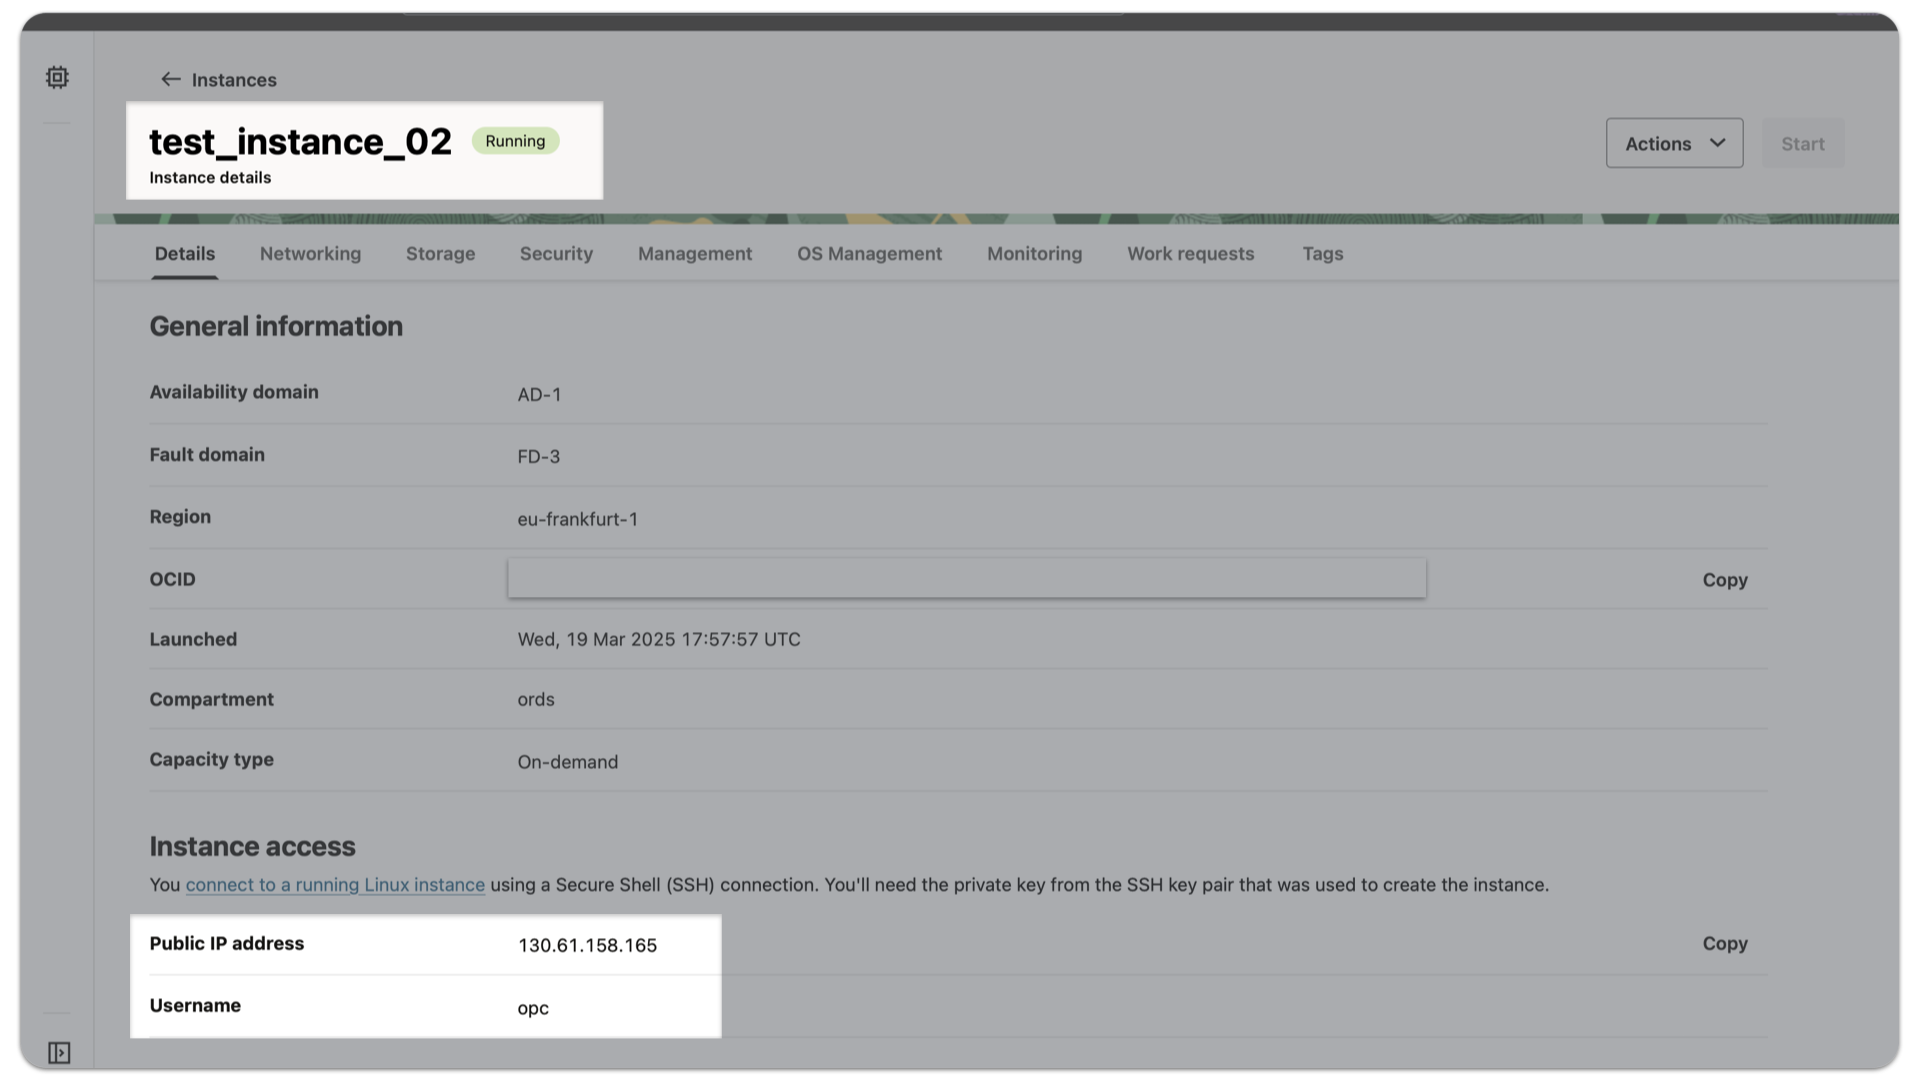 Instances
test_instance_02 Running
Instance details
Actions Start
Details Networking Storage Security Management OS Management Monitoring Work requests Tags
General information
Availability domain AD-1
Fault domain FD-3
Region eu-frankfurt-1
OCID Copy
Launched Wed, 19 Mar 2025 17:57:57 UTC
Compartment ords
Capacity type On-demand
Instance access
You connect to a running Linux instance using a Secure Shell (SSH) connection. You'll need the private key from the SSH key pair that was used to create the instance.
Public IP address 130.61.158.165 Copy
Username opc